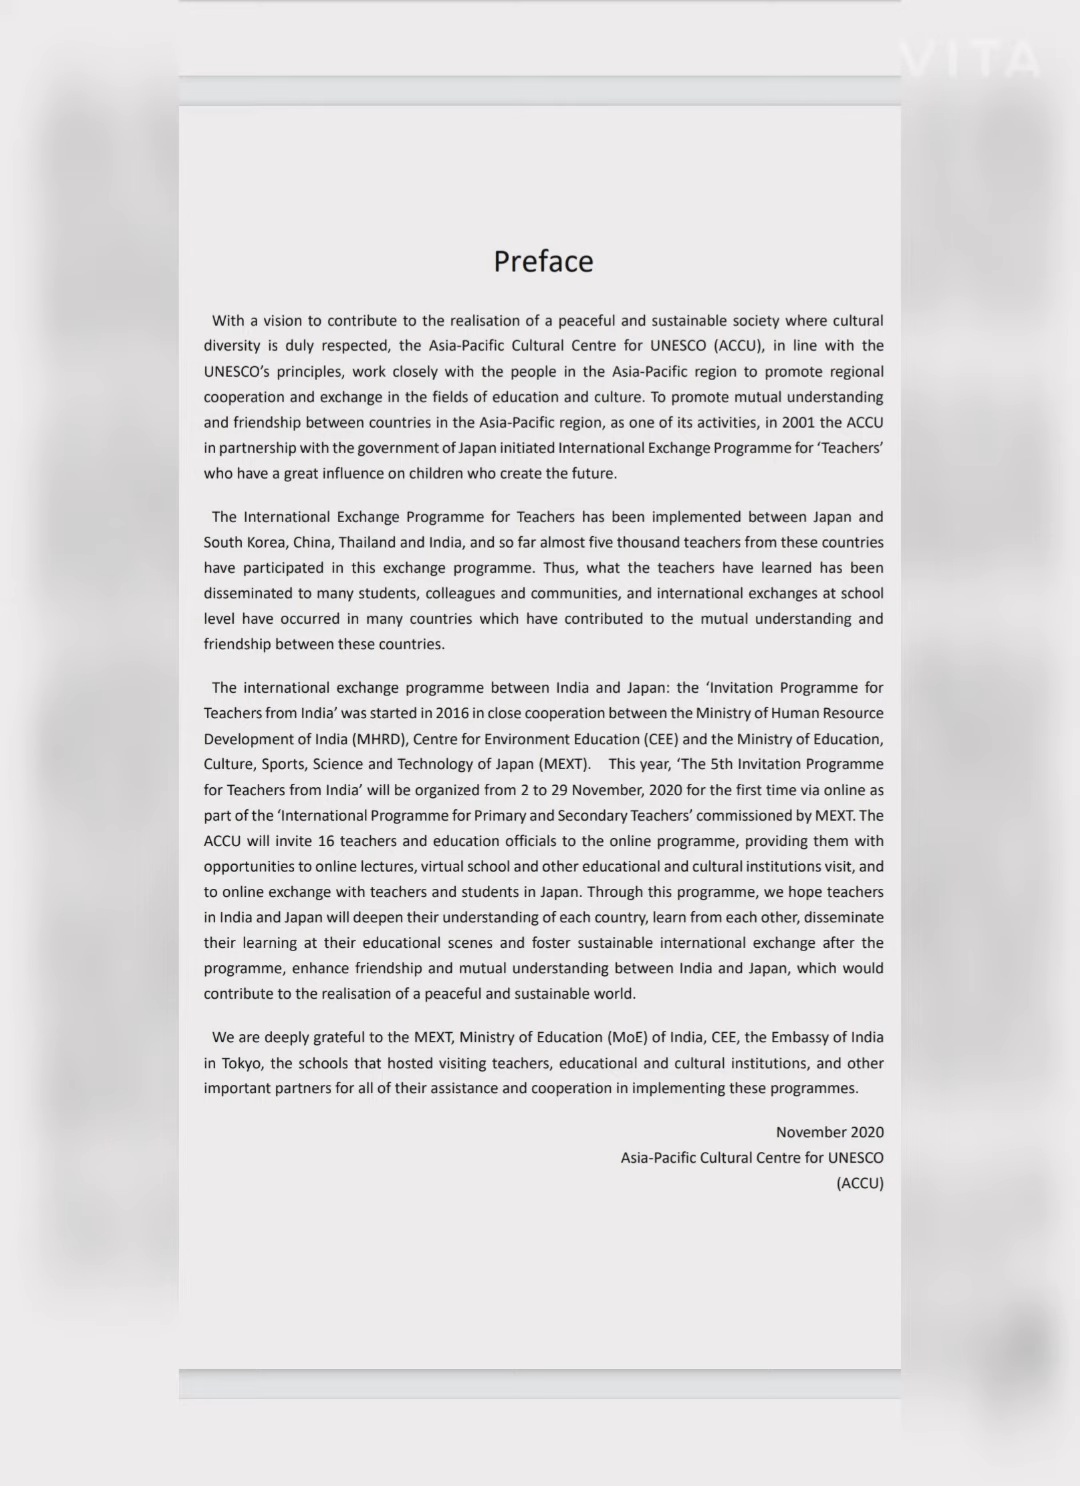 VITA
Preface
With a vision to contribute to the realisation of a peaceful and sustainable society where cultural
diversity is duly respected, the Asia-Pacific Cultural Centre for UNESCO (ACCU), in line with the
UNESCO's principles, work closely with the people in the Asia-Pacific region to promote regional
cooperation and exchange in the fields of education and culture. To promote mutual understanding
and friendship between countries in the Asia-Pacific region, as one of its activities, in 2001 the ACCU
in partnership with the government of Japan initiated International Exchange Programme for ‘Teachers’
who have a great influence on children who create the future.
The International Exchange Programme for Teachers has been implemented between Japan and
South Korea, China, Thailand and India, and so far almost five thousand teachers from these countries
have participated in this exchange programme. Thus, what the teachers have learned has been
disseminated to many students, colleagues and communities, and international exchanges at school
level have occurred in many countries which have contributed to the mutual understanding and
friendship between these countries.
The international exchange programme between India and Japan: the ‘Invitation Programme for
Teachers from India’ was started in 2016 in close cooperation between the Ministry of Human Resource
Development of India (MHRD), Centre for Environment Education (CEE) and the Ministry of Education,
Culture, Sports, Science and Technology of Japan (MEXT). This year, ‘The 5th Invitation Programme
for Teachers from India’ will be organized from 2 to 29 November, 2020 for the first time via online as
part of the ‘International Programme for Primary and Secondary Teachers’ commissioned by MEXT. The
ACCU will invite 16 teachers and education officials to the online programme, providing them with
opportunities to online lectures, virtual school and other educational and cultural institutions visit, and
to online exchange with teachers and students in Japan. Through this programme, we hope teachers
in India and Japan will deepen their understanding of each country, learn from each other, disseminate
their learning at their educational scenes and foster sustainable international exchange after the
programme, enhance friendship and mutual understanding between India and Japan, which would
contribute to the realisation of a peaceful and sustainable world.
We are deeply grateful to the MEXT, Ministry of Education (MoE) of India, CEE, the Embassy of India
in Tokyo, the schools that hosted visiting teachers, educational and cultural institutions, and other
important partners for all of their assistance and cooperation in implementing these programmes.
November 2020
Asia-Pacific Cultural Centre for UNESCO
(ACCU)